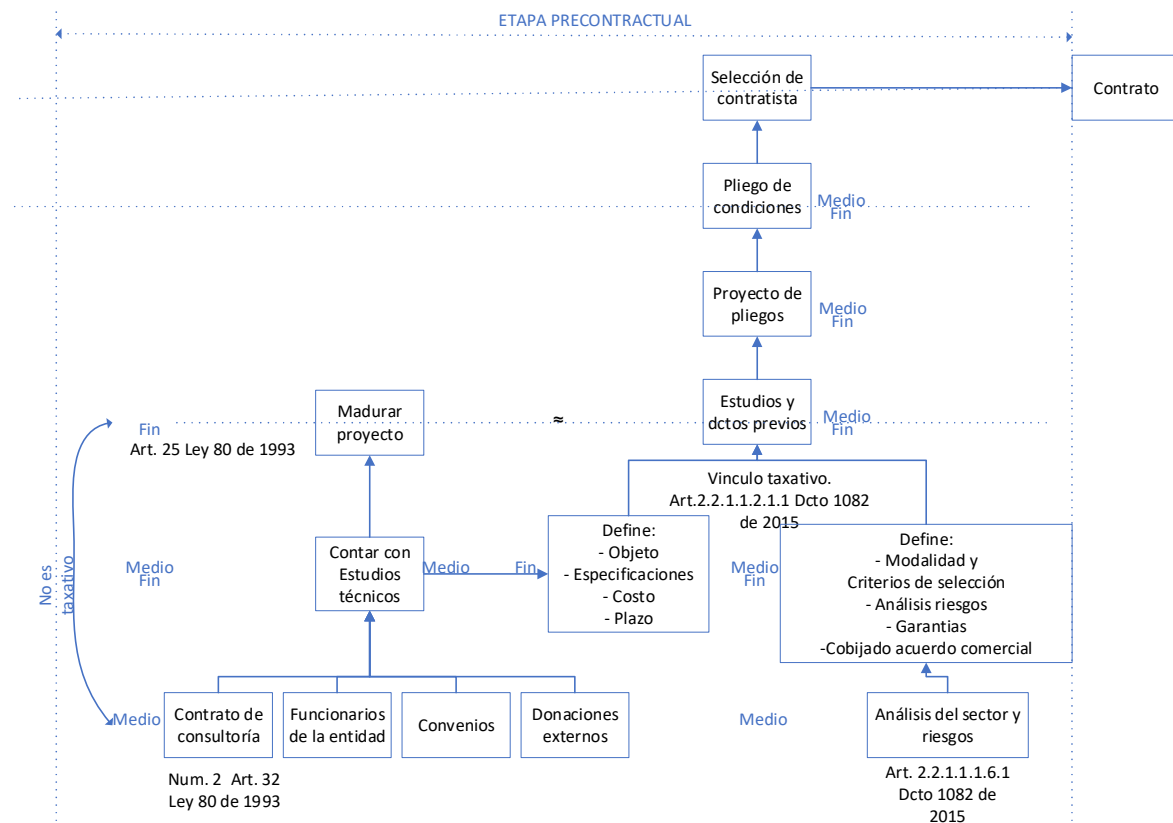 ETAPA PRECONTRACTUAL
Selección de
contratista
Contrato
Pliego de
condiciones
Medio
Fin
Proyecto de
pliegos
Medio
Fin
Madurar
proyecto
≈
Estudios y
dctos previos
Medio
Fin
Fin
Art. 25 Ley 80 de 1993
Vinculo taxativo.
Art.2.2.1.1.2.1.1 Dcto 1082
de 2015
No es
taxativo
Medio
Fin
Contar con
Estudios
técnicos
Medio
Fin
Define:
- Objeto
- Especificaciones
- Costo
- Plazo
Medio
Fin
Define:
- Modalidad y
Criterios de selección
- Análisis riesgos
- Garantias
-Cobijado acuerdo comercial
Medio
Contrato de
consultoría
Funcionarios
de la entidad
Convenios
Donaciones
externos
Medio
Análisis del sector y
riesgos
Num. 2 Art. 32
Ley 80 de 1993
Art. 2.2.1.1.1.6.1
Dcto 1082 de
2015